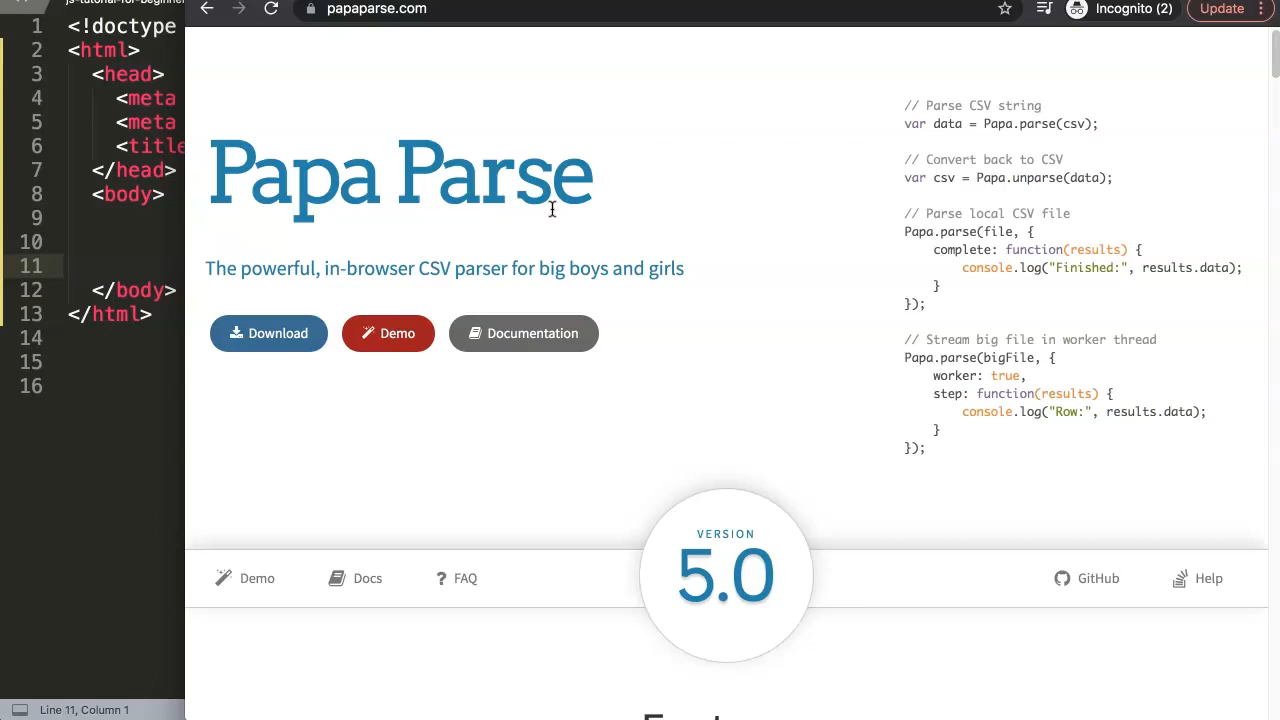 js-tutorial-for-beginner
1 <!doctype
2 <html>
3 <head>
4 <meta
5 <meta
6 <title
7 </head>
8 <body>
9
10
11
12 </body>
13 </html>
14
15
16
Line 11, Column 1
papaparse.com
Incognito (2)
Update
Papa Parse
The powerful, in-browser CSV parser for big boys and girls
Download
Demo
Documentation
// Parse CSV string
var data = Papa.parse(csv);
// Convert back to CSV
var csv = Papa.unparse(data);
// Parse local CSV file
Papa.parse(file, {
complete: function(results) {
console.log("Finished:", results.data);
}
});
// Stream big file in worker thread
Papa.parse(bigFile, {
worker: true,
step: function(results) {
console.log("Row:", results.data);
}
});
VERSION
5.0
Demo
Docs
? FAQ
GitHub
Help